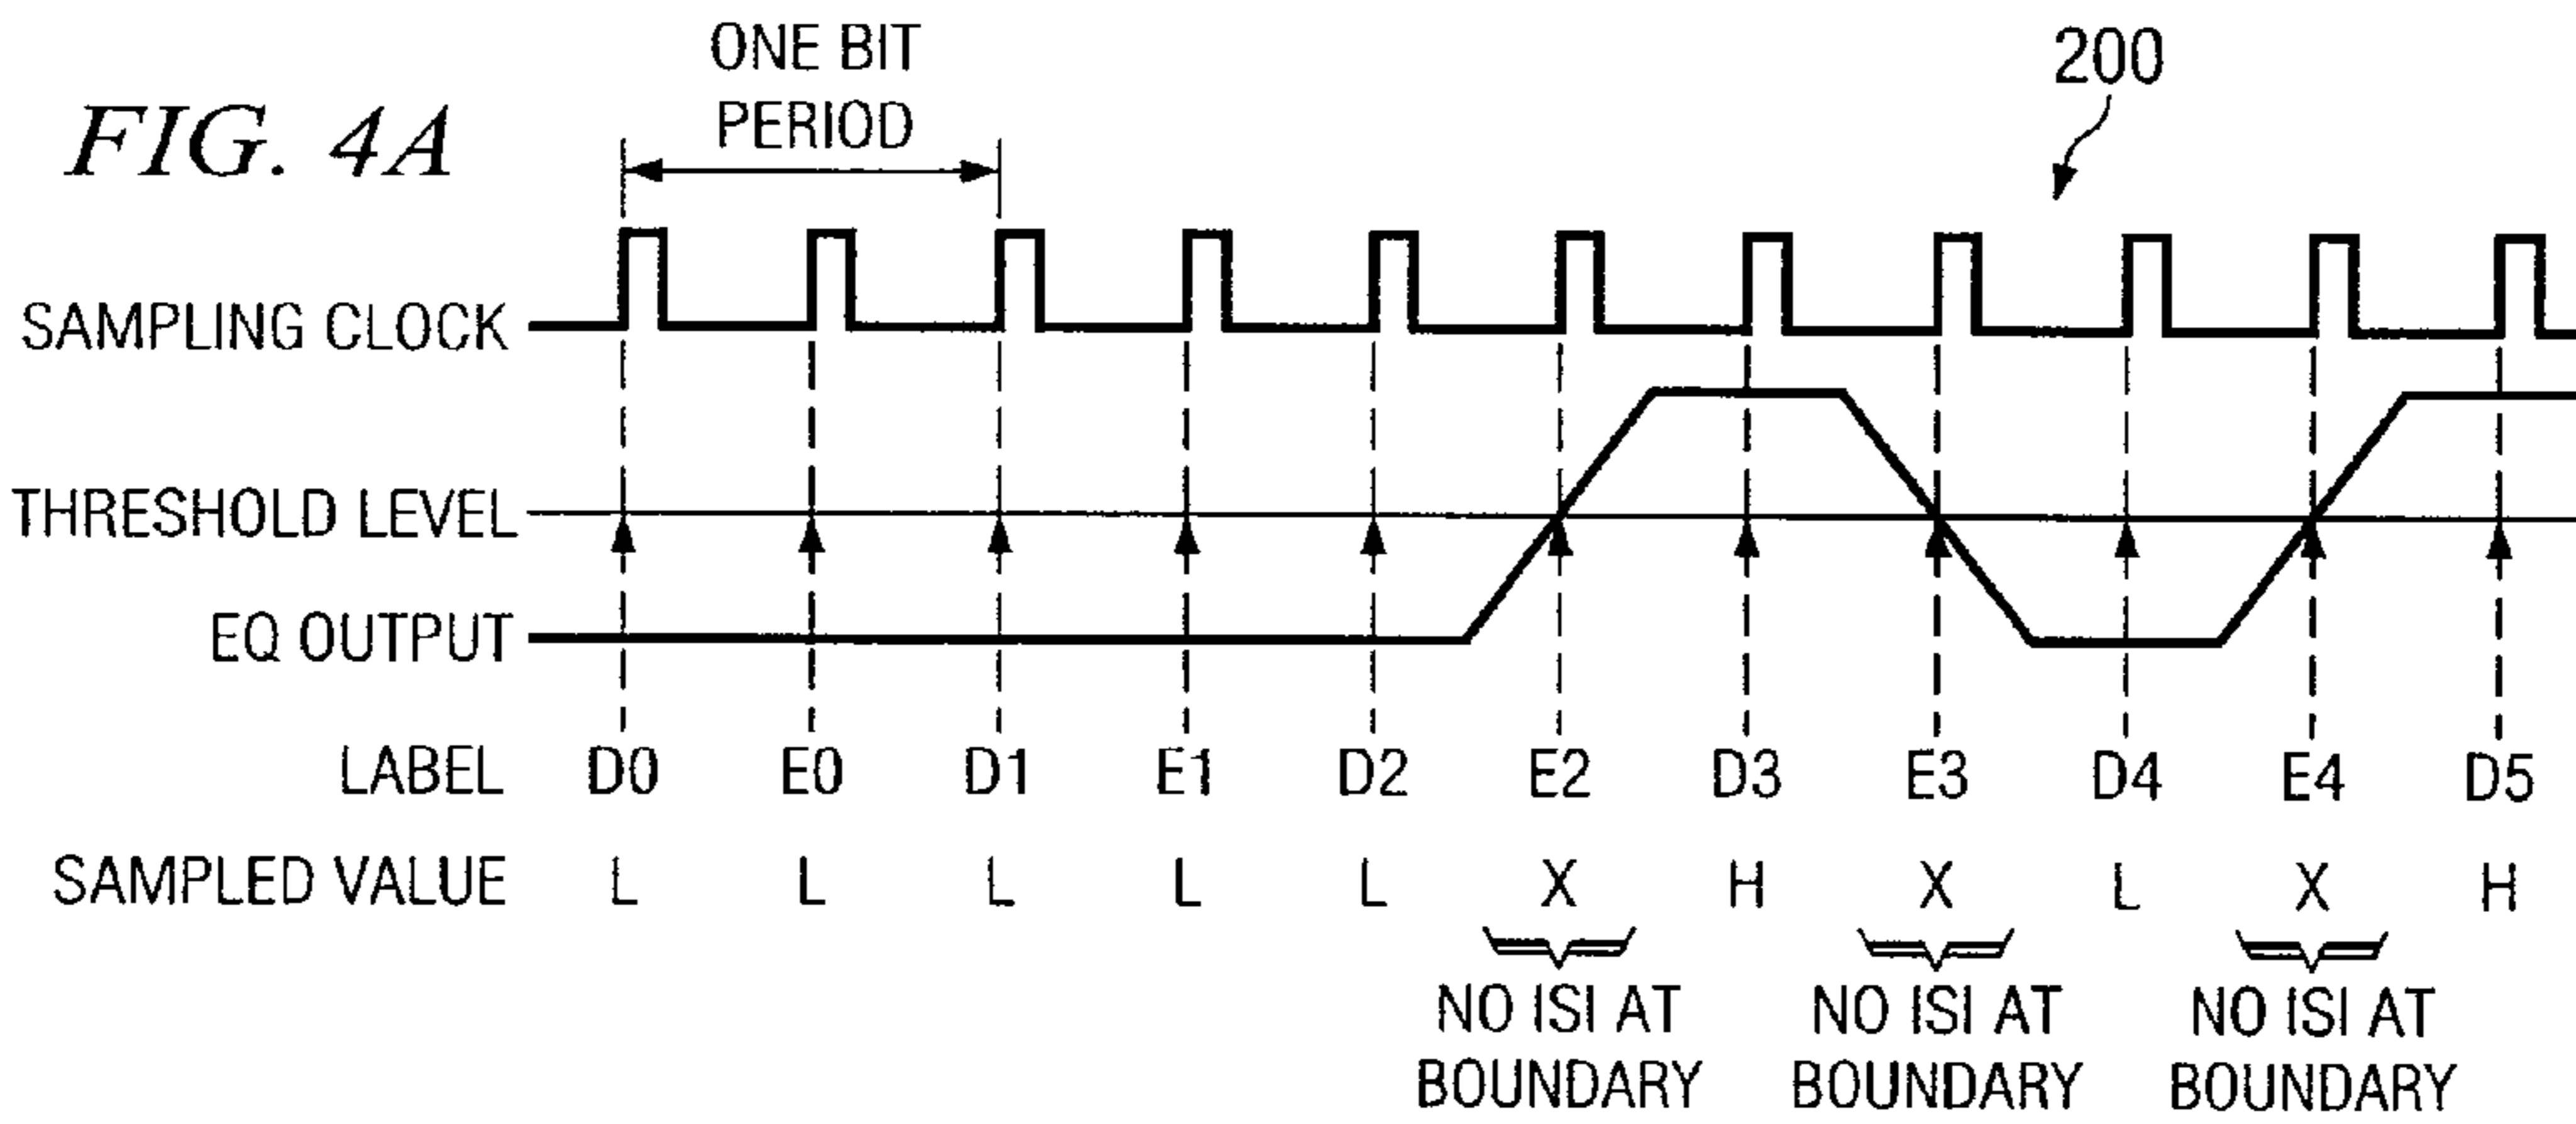 FIG. 4A
ONE BIT
PERIOD
200
SAMPLING CLOCK
THRESHOLD LEVEL
EQ OUTPUT
LABEL D0 E0 D1 E1 D2 E2 D3 E3 D4 E4 D5
SAMPLED VALUE L L L L L X H X L X H
NO ISI AT NO ISI AT NO ISI AT
BOUNDARY BOUNDARY BOUNDARY